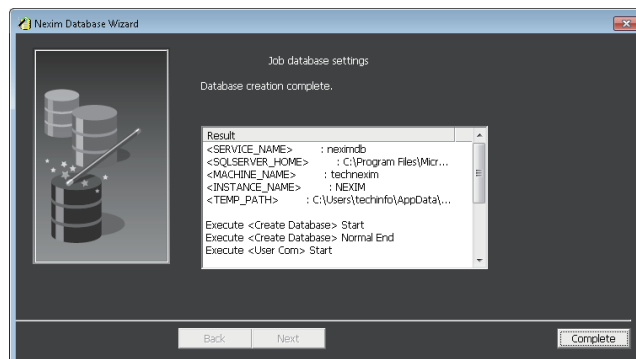 Nexim Database Wizard
Job database settings
Database creation complete.
Result
<SERVICE_NAME> : neximdb
<SQLSERVER_HOME> : C:\Program Files\Micr...
<MACHINE_NAME> : technexim
<INSTANCE_NAME> : NEXIM
<TEMP_PATH> : C:\Users\techinfo\AppData\...
Execute <Create Database> Start
Execute <Create Database> Normal End
Execute <User Com> Start
Back Next Complete